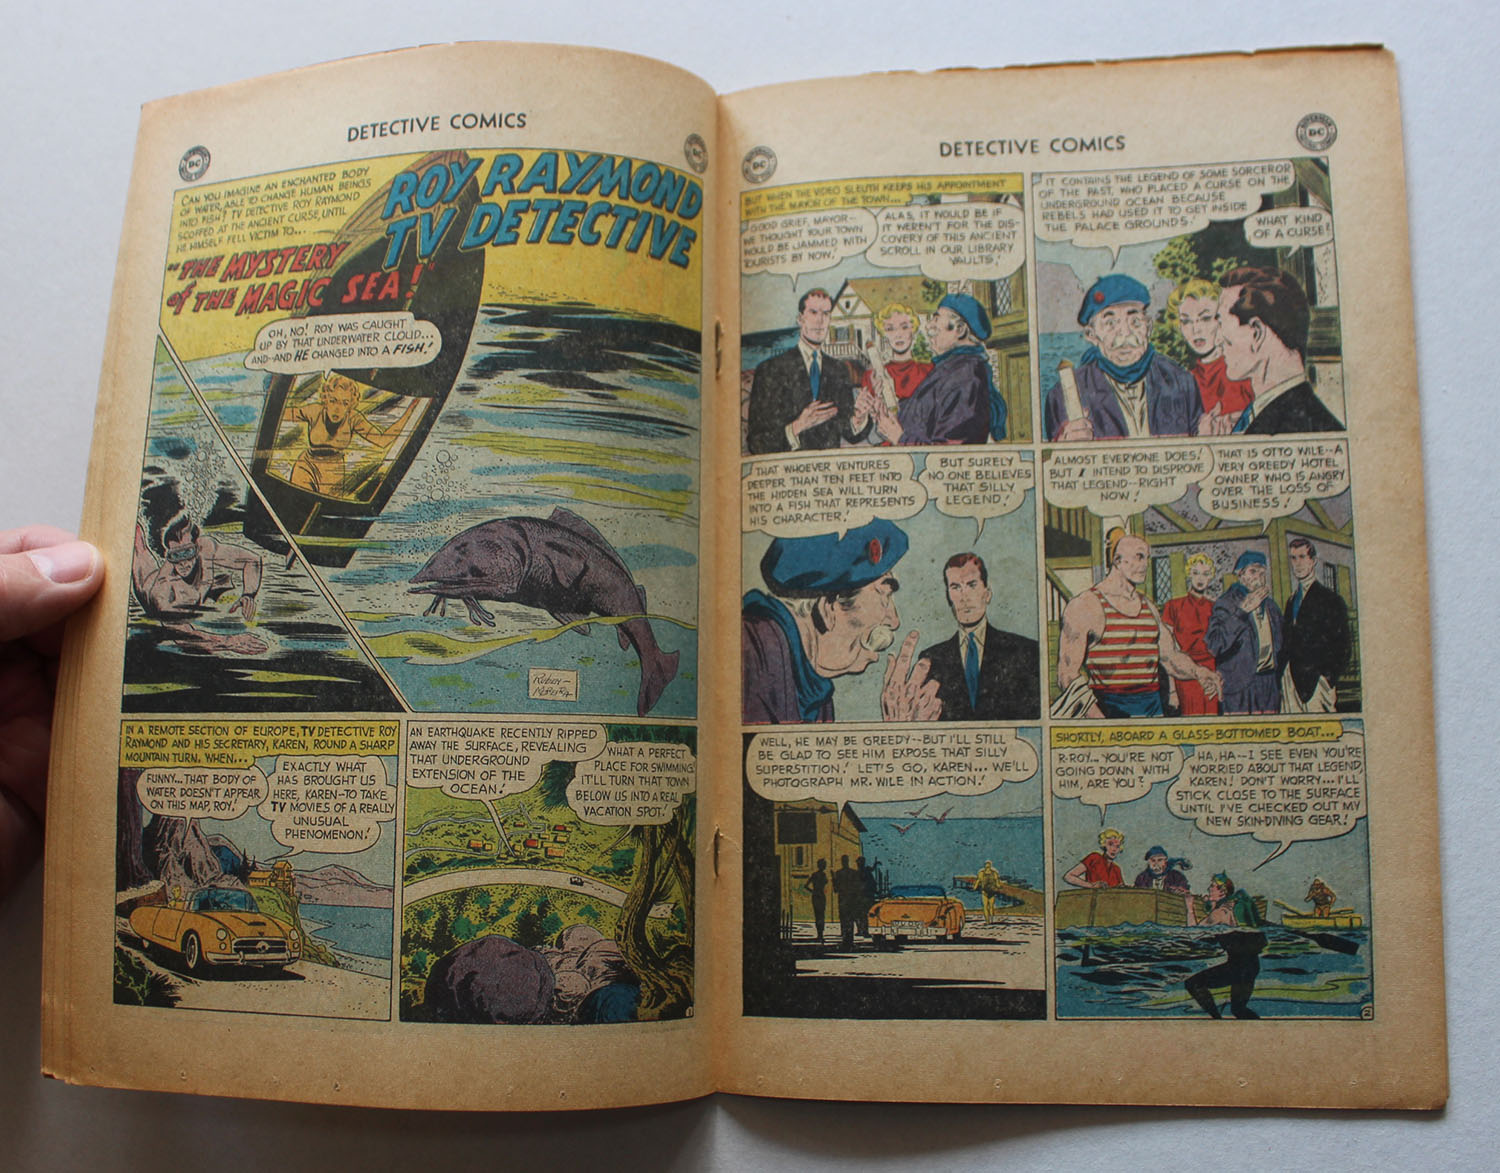 DETECTIVE COMICS
DC
CAN YOU IMAGINE AN ENCHANTED BODY
OF WATER, ABLE TO CHANGE HUMAN BEINGS
INTO FISH? TV DETECTIVE ROY RAYMOND
SCOFFED AT THE ANCIENT CURSE, UNTIL
HE HIMSELF FELL VICTIM TO...
ROY RAYMOND
TV DETECTIVE
"THE MYSTERY
of THE MAGIC SEA!"
OH, NO! ROY WAS CAUGHT
UP BY THAT UNDERWATER CLOUD...
AND--AND HE CHANGED INTO A FISH!
RUBEN-
MOREIRA
IN A REMOTE SECTION OF EUROPE, TV DETECTIVE ROY
RAYMOND AND HIS SECRETARY, KAREN, ROUND A SHARP
MOUNTAIN TURN, WHEN...
FUNNY...THAT BODY OF
WATER DOESN'T APPEAR
ON THIS MAP, ROY!
EXACTLY WHAT
HAS BROUGHT US
HERE, KAREN--TO TAKE
TV MOVIES OF A REALLY
UNUSUAL
PHENOMENON!
AN EARTHQUAKE RECENTLY RIPPED
AWAY THE SURFACE, REVEALING
THAT UNDERGROUND
EXTENSION OF THE
OCEAN!
WHAT A PERFECT
PLACE FOR SWIMMING!
IT'LL TURN THAT TOWN
BELOW US INTO A REAL
VACATION SPOT!
1
DETECTIVE COMICS
DC
BUT WHEN THE VIDEO SLEUTH KEEPS HIS APPOINTMENT
WITH THE MAYOR OF THE TOWN...
GOOD GRIEF, MAYOR--
WE THOUGHT YOUR TOWN
WOULD BE JAMMED WITH
TOURISTS BY NOW!
ALAS, IT WOULD BE IF
IT WEREN'T FOR THE DIS-
COVERY OF THIS ANCIENT
SCROLL IN OUR LIBRARY
VAULTS!
IT CONTAINS THE LEGEND OF SOME SORCEROR
OF THE PAST, WHO PLACED A CURSE ON THE
UNDERGROUND OCEAN BECAUSE
REBELS HAD USED IT TO GET INSIDE
THE PALACE GROUNDS!
WHAT KIND
OF A CURSE?
THAT WHOEVER VENTURES
DEEPER THAN TEN FEET INTO
THE HIDDEN SEA WILL TURN
INTO A FISH THAT REPRESENTS
HIS CHARACTER!
BUT SURELY
NO ONE BELIEVES
THAT SILLY
LEGEND!
ALMOST EVERYONE DOES!
BUT I INTEND TO DISPROVE
THAT LEGEND--RIGHT
NOW!
THAT IS OTTO WILE--A
VERY GREEDY HOTEL
OWNER WHO IS ANGRY
OVER THE LOSS OF
BUSINESS!
WELL, HE MAY BE GREEDY--BUT I'LL STILL
BE GLAD TO SEE HIM EXPOSE THAT SILLY
SUPERSTITION! LET'S GO, KAREN... WE'LL
PHOTOGRAPH MR. WILE IN ACTION!
SHORTLY, ABOARD A GLASS-BOTTOMED BOAT...
R-ROY... YOU'RE NOT
GOING DOWN WITH
HIM, ARE YOU?
HA, HA--I SEE EVEN YOU'RE
WORRIED ABOUT THAT LEGEND,
KAREN! DON'T WORRY...I'LL
STICK CLOSE TO THE SURFACE
UNTIL I'VE CHECKED OUT MY
NEW SKIN-DIVING GEAR!
2